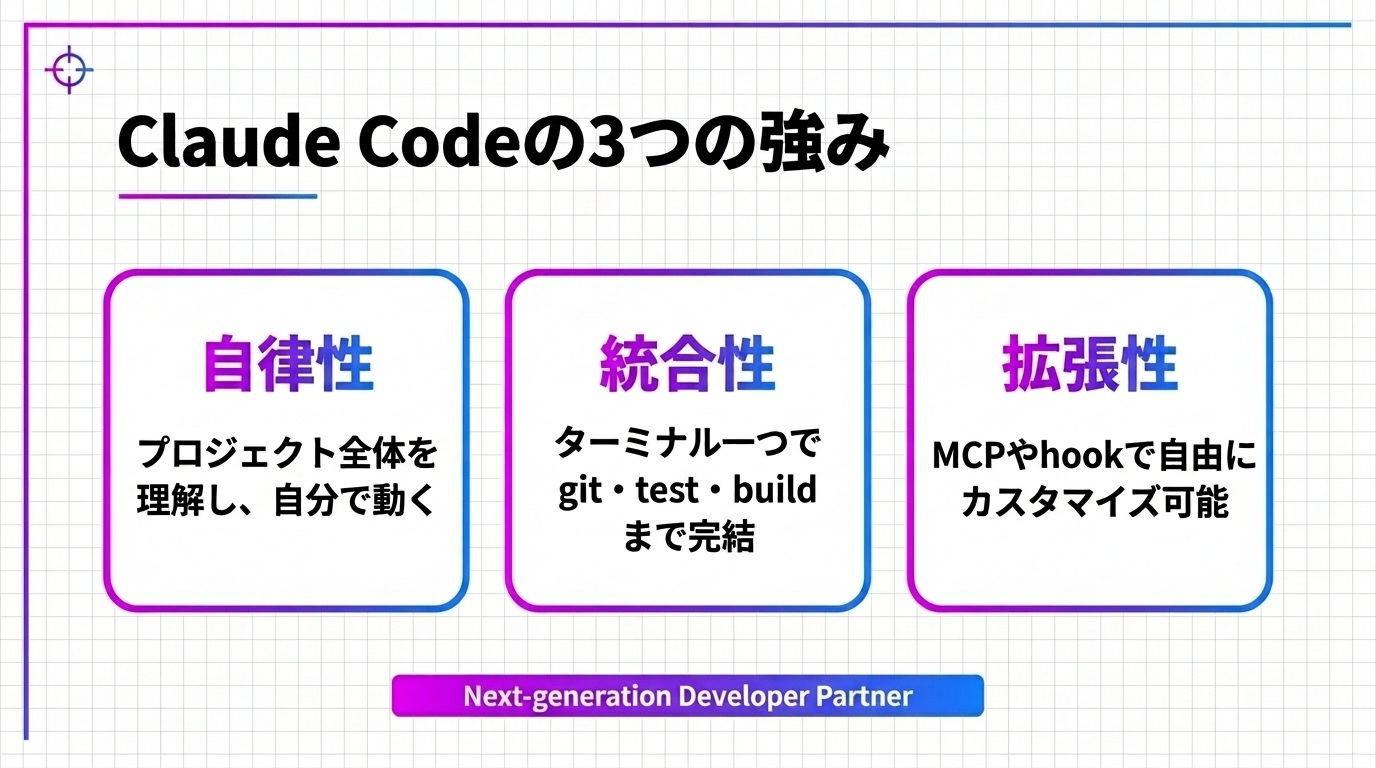 Claude Codeの3つの強み
自律性
プロジェクト全体を
理解し、自分で動く
統合性
ターミナル一つで
git・test・build
まで完結
拡張性
MCPやhookで自由に
カスタマイズ可能
Next-generation Developer Partner